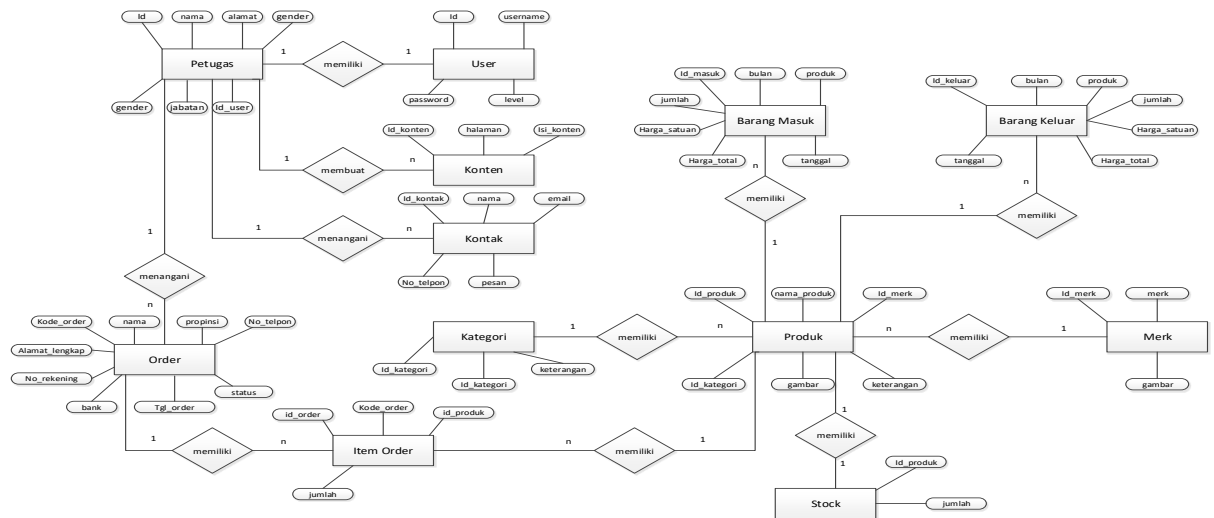 Id
nama
alamat
gender
Petugas
gender
jabatan
Id_user
1
memiliki
1
Id
username
User
password
level
1
membuat
n
Id_konten
halaman
Isi_konten
Konten
1
menangani
n
Id_kontak
nama
email
Kontak
No_telpon
pesan
1
menangani
n
Kode_order
nama
propinsi
No_telpon
Alamat_lengkap
Order
No_rekening
bank
Tgl_order
status
1
memiliki
n
id_order
Kode_order
id_produk
Item Order
jumlah
n
memiliki
1
Kategori
Id_kategori
Id_kategori
keterangan
1
memiliki
n
Id_masuk
bulan
produk
jumlah
Barang Masuk
Harga_satuan
Harga_total
tanggal
n
memiliki
1
Id_keluar
bulan
produk
jumlah
Barang Keluar
Harga_satuan
tanggal
Harga_total
n
memiliki
1
Id_produk
nama_produk
Id_merk
Produk
Id_kategori
gambar
keterangan
n
memiliki
1
Id_merk
merk
Merk
gambar
1
memiliki
1
Id_produk
Stock
jumlah